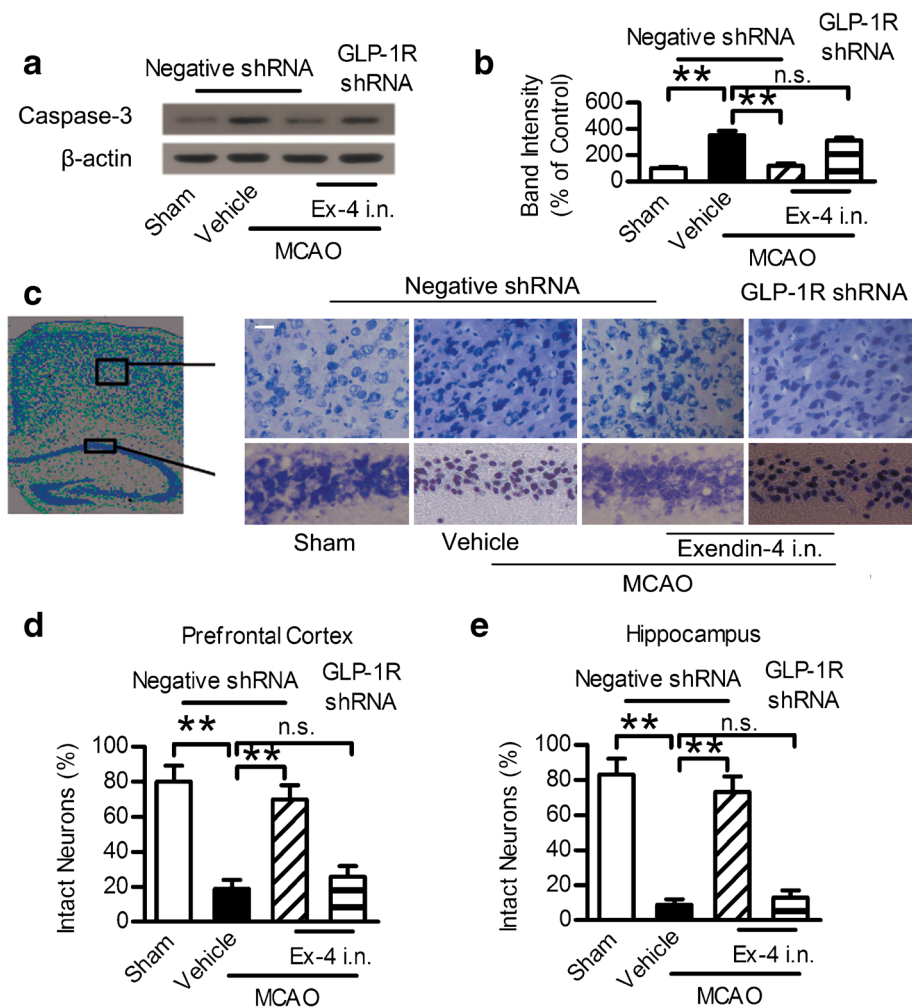 a
Negative shRNA
GLP-1R
shRNA
Caspase-3
β-actin
Sham
Vehicle
Ex-4 i.n.
MCAO
b
Negative shRNA
GLP-1R
shRNA
**
n.s.
**
Band Intensity
(% of Control)
600
400
200
0
Sham
Vehicle
Ex-4 i.n.
MCAO
c
Negative shRNA
GLP-1R shRNA
Sham
Vehicle
Exendin-4 i.n.
MCAO
d
Prefrontal Cortex
Negative shRNA
GLP-1R
shRNA
**
n.s.
**
Intact Neurons (%)
100
80
60
40
20
0
Sham
Vehicle
Ex-4 i.n.
MCAO
e
Hippocampus
Negative shRNA
GLP-1R
shRNA
**
n.s.
**
Intact Neurons (%)
100
80
60
40
20
0
Sham
Vehicle
Ex-4 i.n.
MCAO